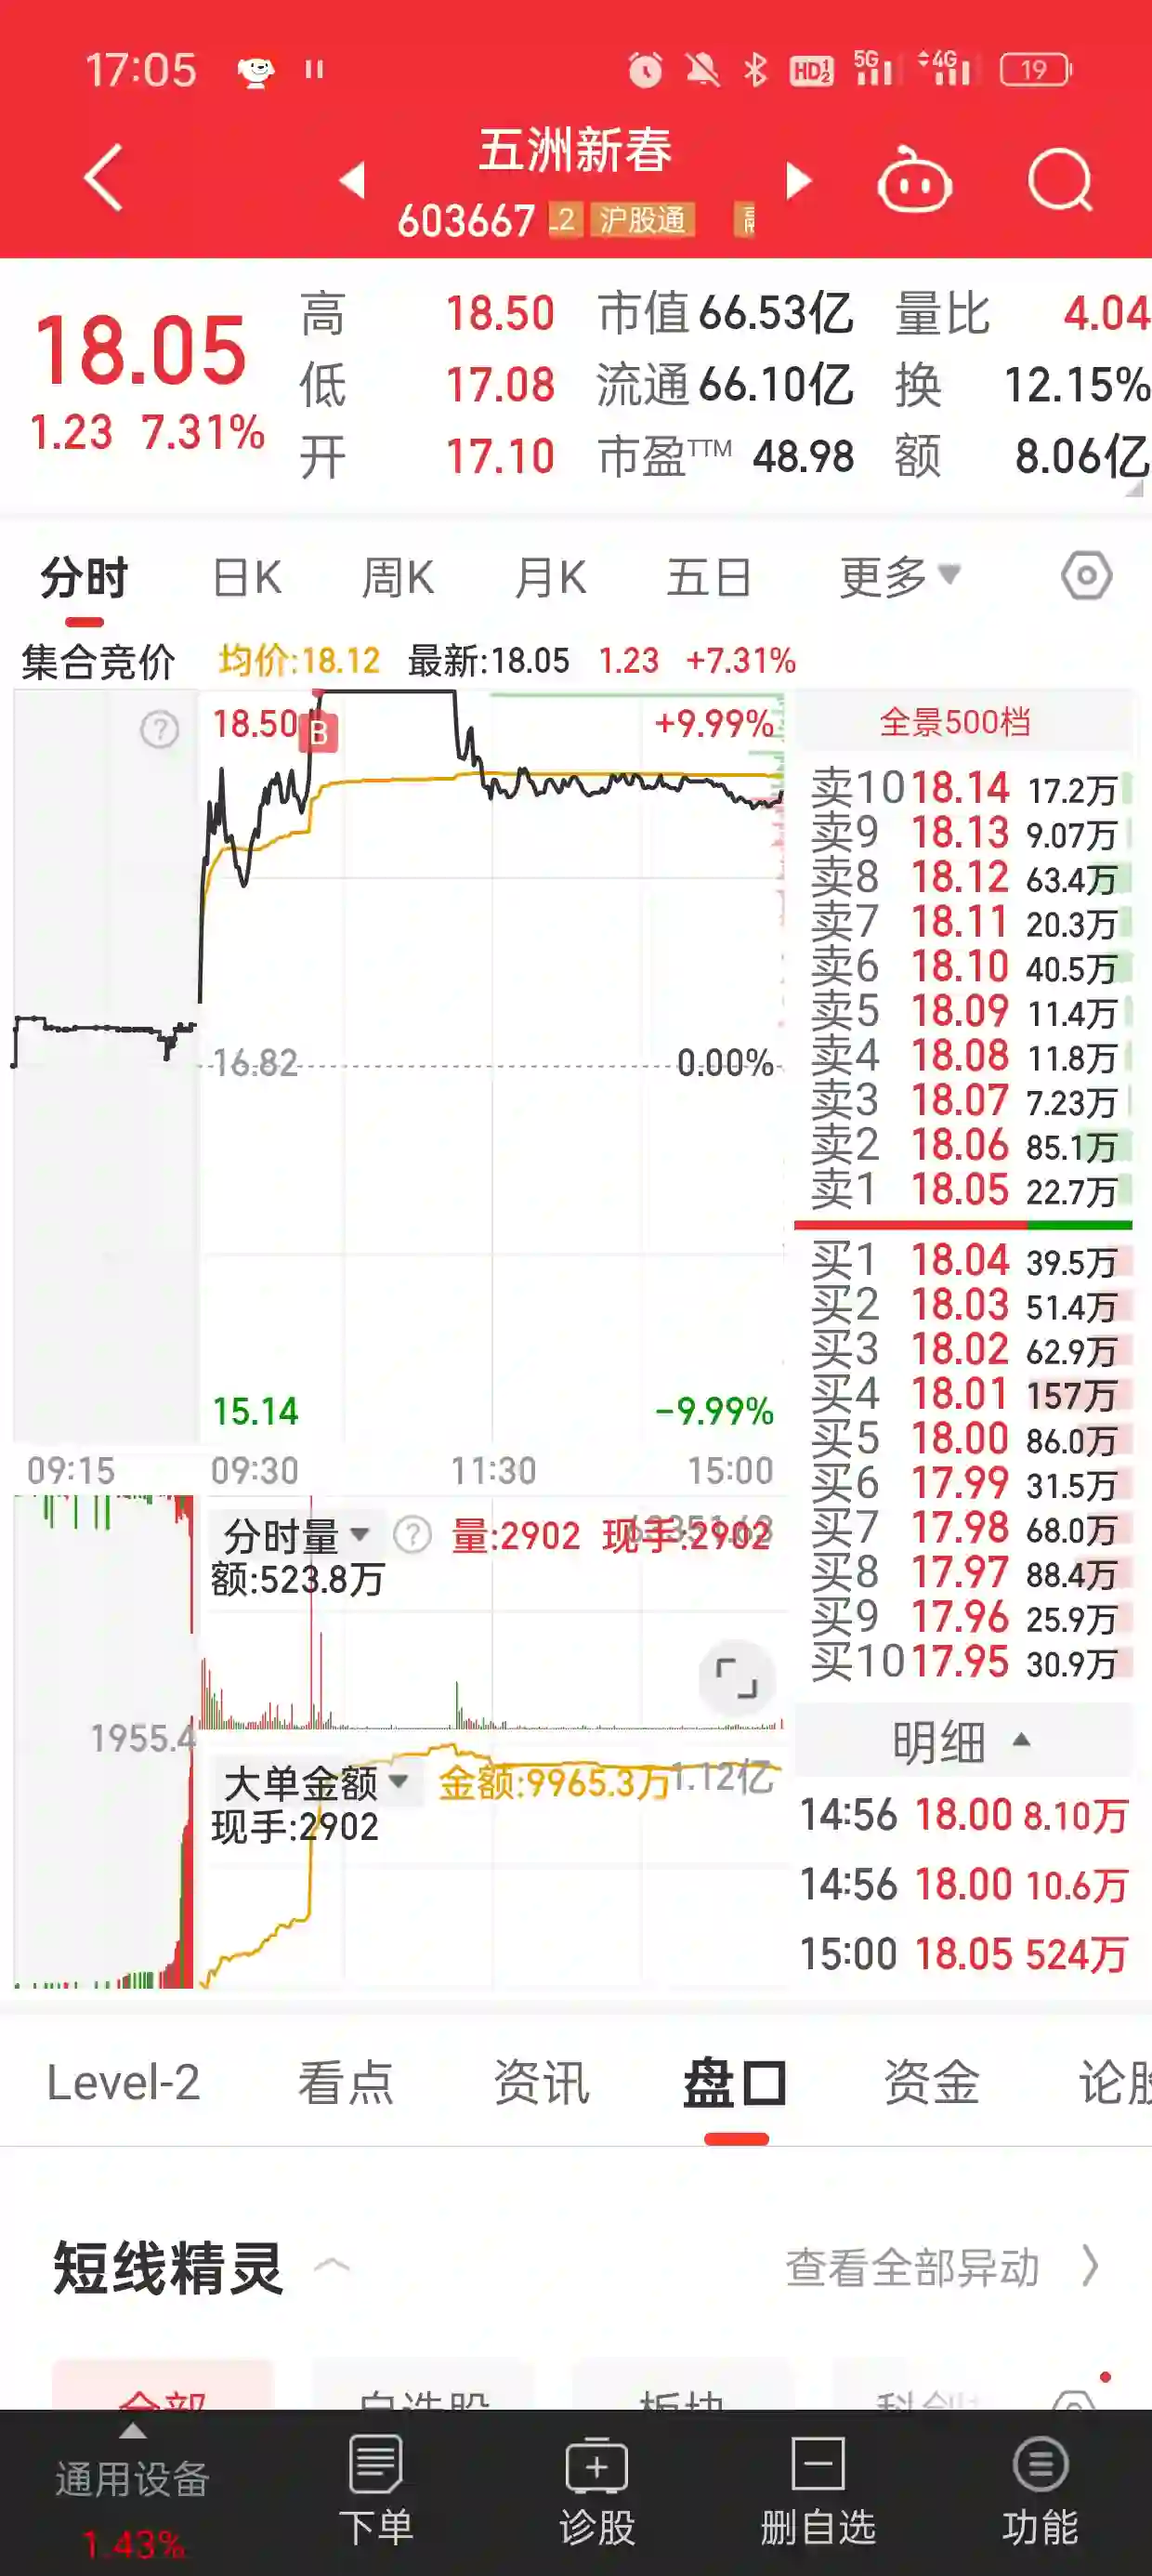 17:05 HD12 5G 4G 19
五洲新春
603667 L2 沪股通
18.05
1.23 7.31%
高 18.50 市值 66.53亿 量比 4.04
低 17.08 流通 66.10亿 换 12.15%
开 17.10 市盈TTM 48.98 额 8.06亿
分时 日K 周K 月K 五日 更多
集合竞价 均价:18.12 最新:18.05 1.23 +7.31%
18.50 B +9.99%
16.82 0.00%
15.14 -9.99%
09:15 09:30 11:30 15:00
全景500档
卖10 18.14 17.2万
卖9 18.13 9.07万
卖8 18.12 63.4万
卖7 18.11 20.3万
卖6 18.10 40.5万
卖5 18.09 11.4万
卖4 18.08 11.8万
卖3 18.07 7.23万
卖2 18.06 85.1万
卖1 18.05 22.7万
买1 18.04 39.5万
买2 18.03 51.4万
买3 18.02 62.9万
买4 18.01 157万
买5 18.00 86.0万
买6 17.99 31.5万
买7 17.98 68.0万
买8 17.97 88.4万
买9 17.96 25.9万
买10 17.95 30.9万
分时量 量:2902 现手:2902
额:523.8万
1955.4
大单金额 金额:9965.3万 1.12亿
现手:2902
明细
14:56 18.00 8.10万
14:56 18.00 10.6万
15:00 18.05 524万
Level-2 看点 资讯 盘口 资金 论股
短线精灵 查看全部异动
全部 自选股 板块 科创
通用设备
1.43%
下单 诊股 删自选 功能